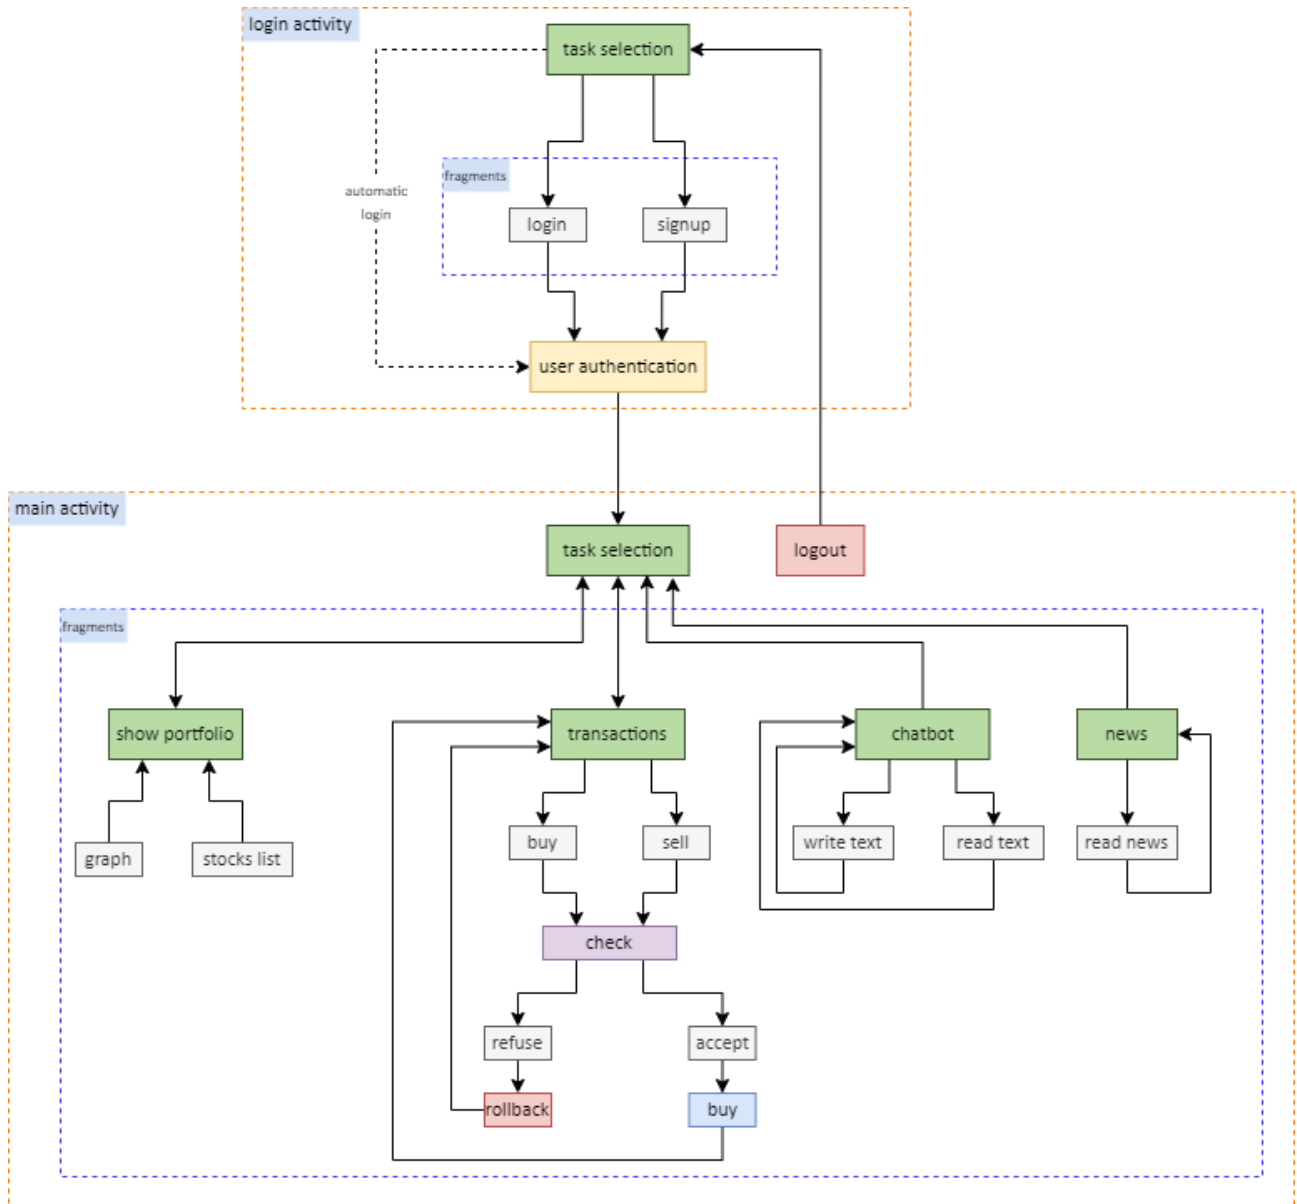 login activity
task selection
fragments
automatic
login
login
signup
user authentication
main activity
task selection
logout
fragments
show portfolio
transactions
chatbot
news
graph
stocks list
buy
sell
write text
read text
read news
check
refuse
accept
rollback
buy